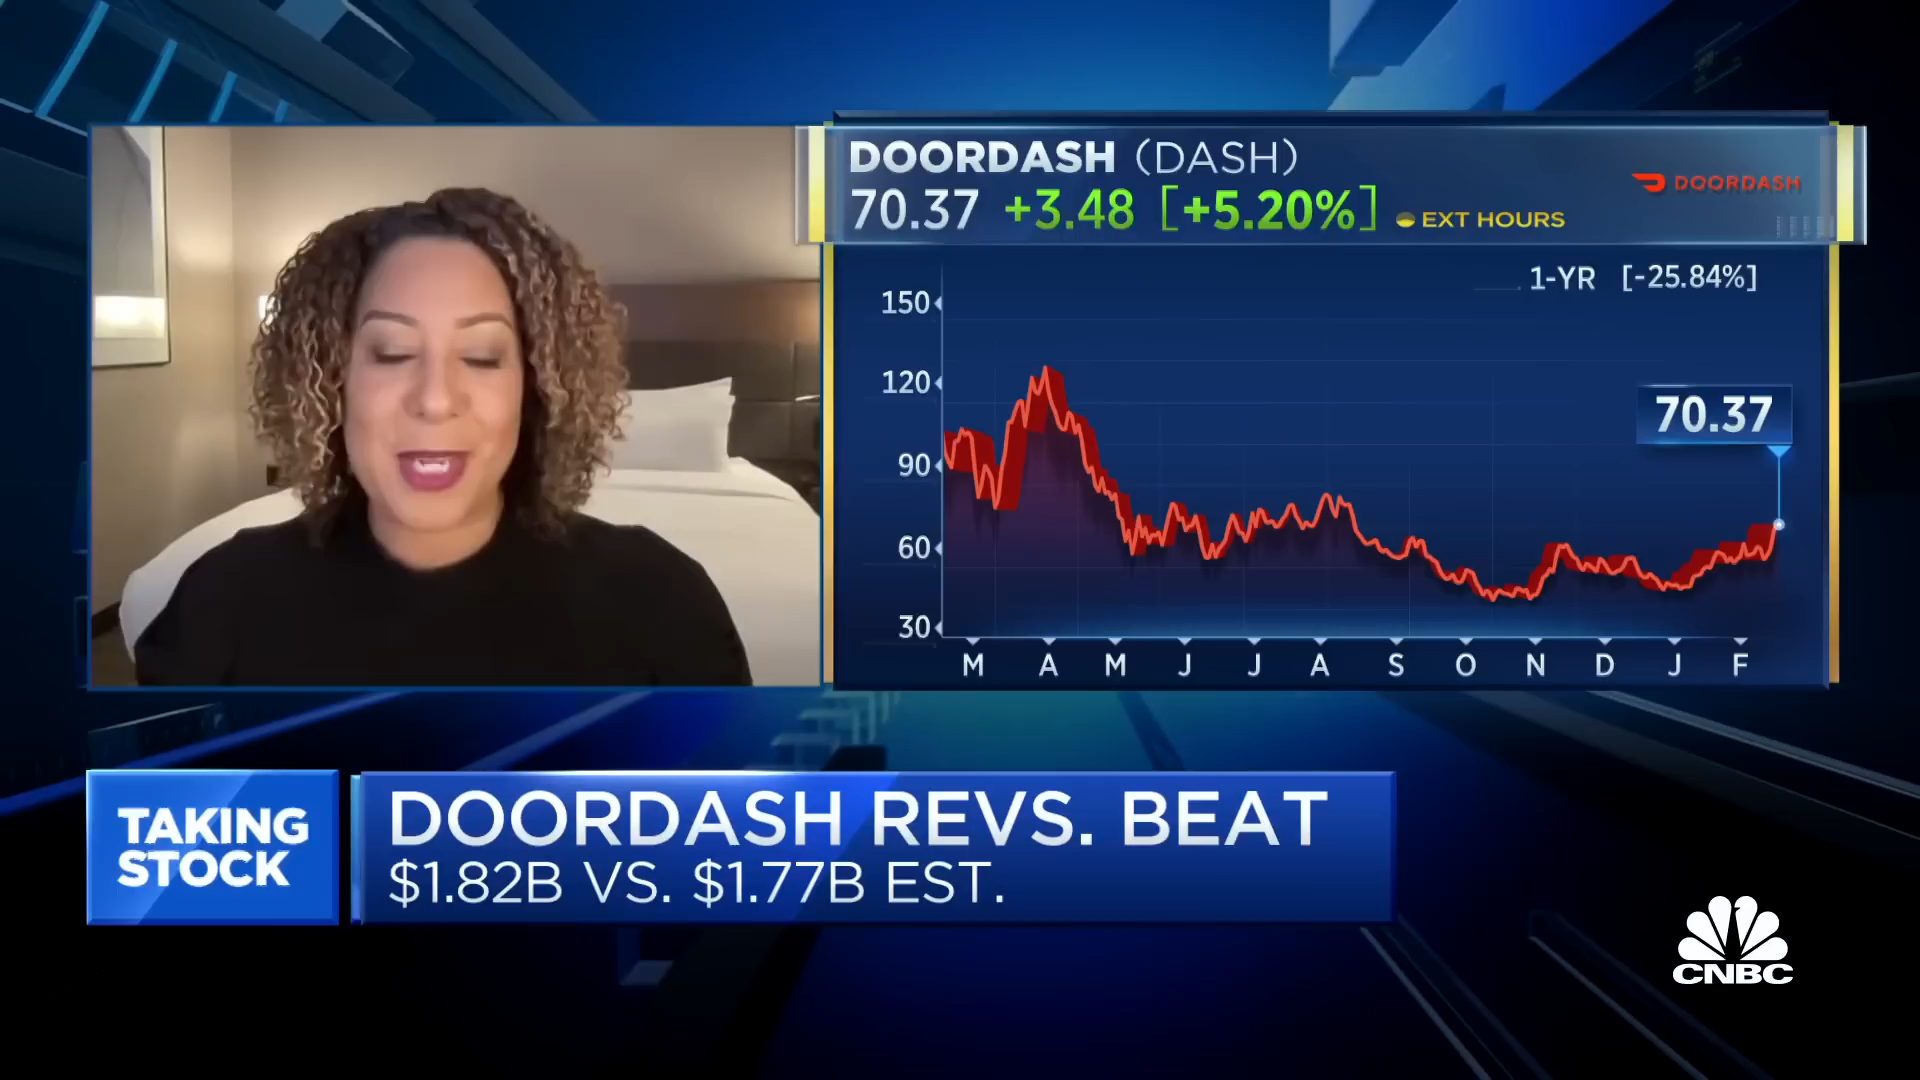 DOORDASH (DASH)
70.37 +3.48 [+5.20%] EXT HOURS
DOORDASH
1-YR [-25.84%]
150
120
90
60
30
70.37
M A M J J A S O N D J F
TAKING
STOCK
DOORDASH REVS. BEAT
$1.82B VS. $1.77B EST.
CNBC